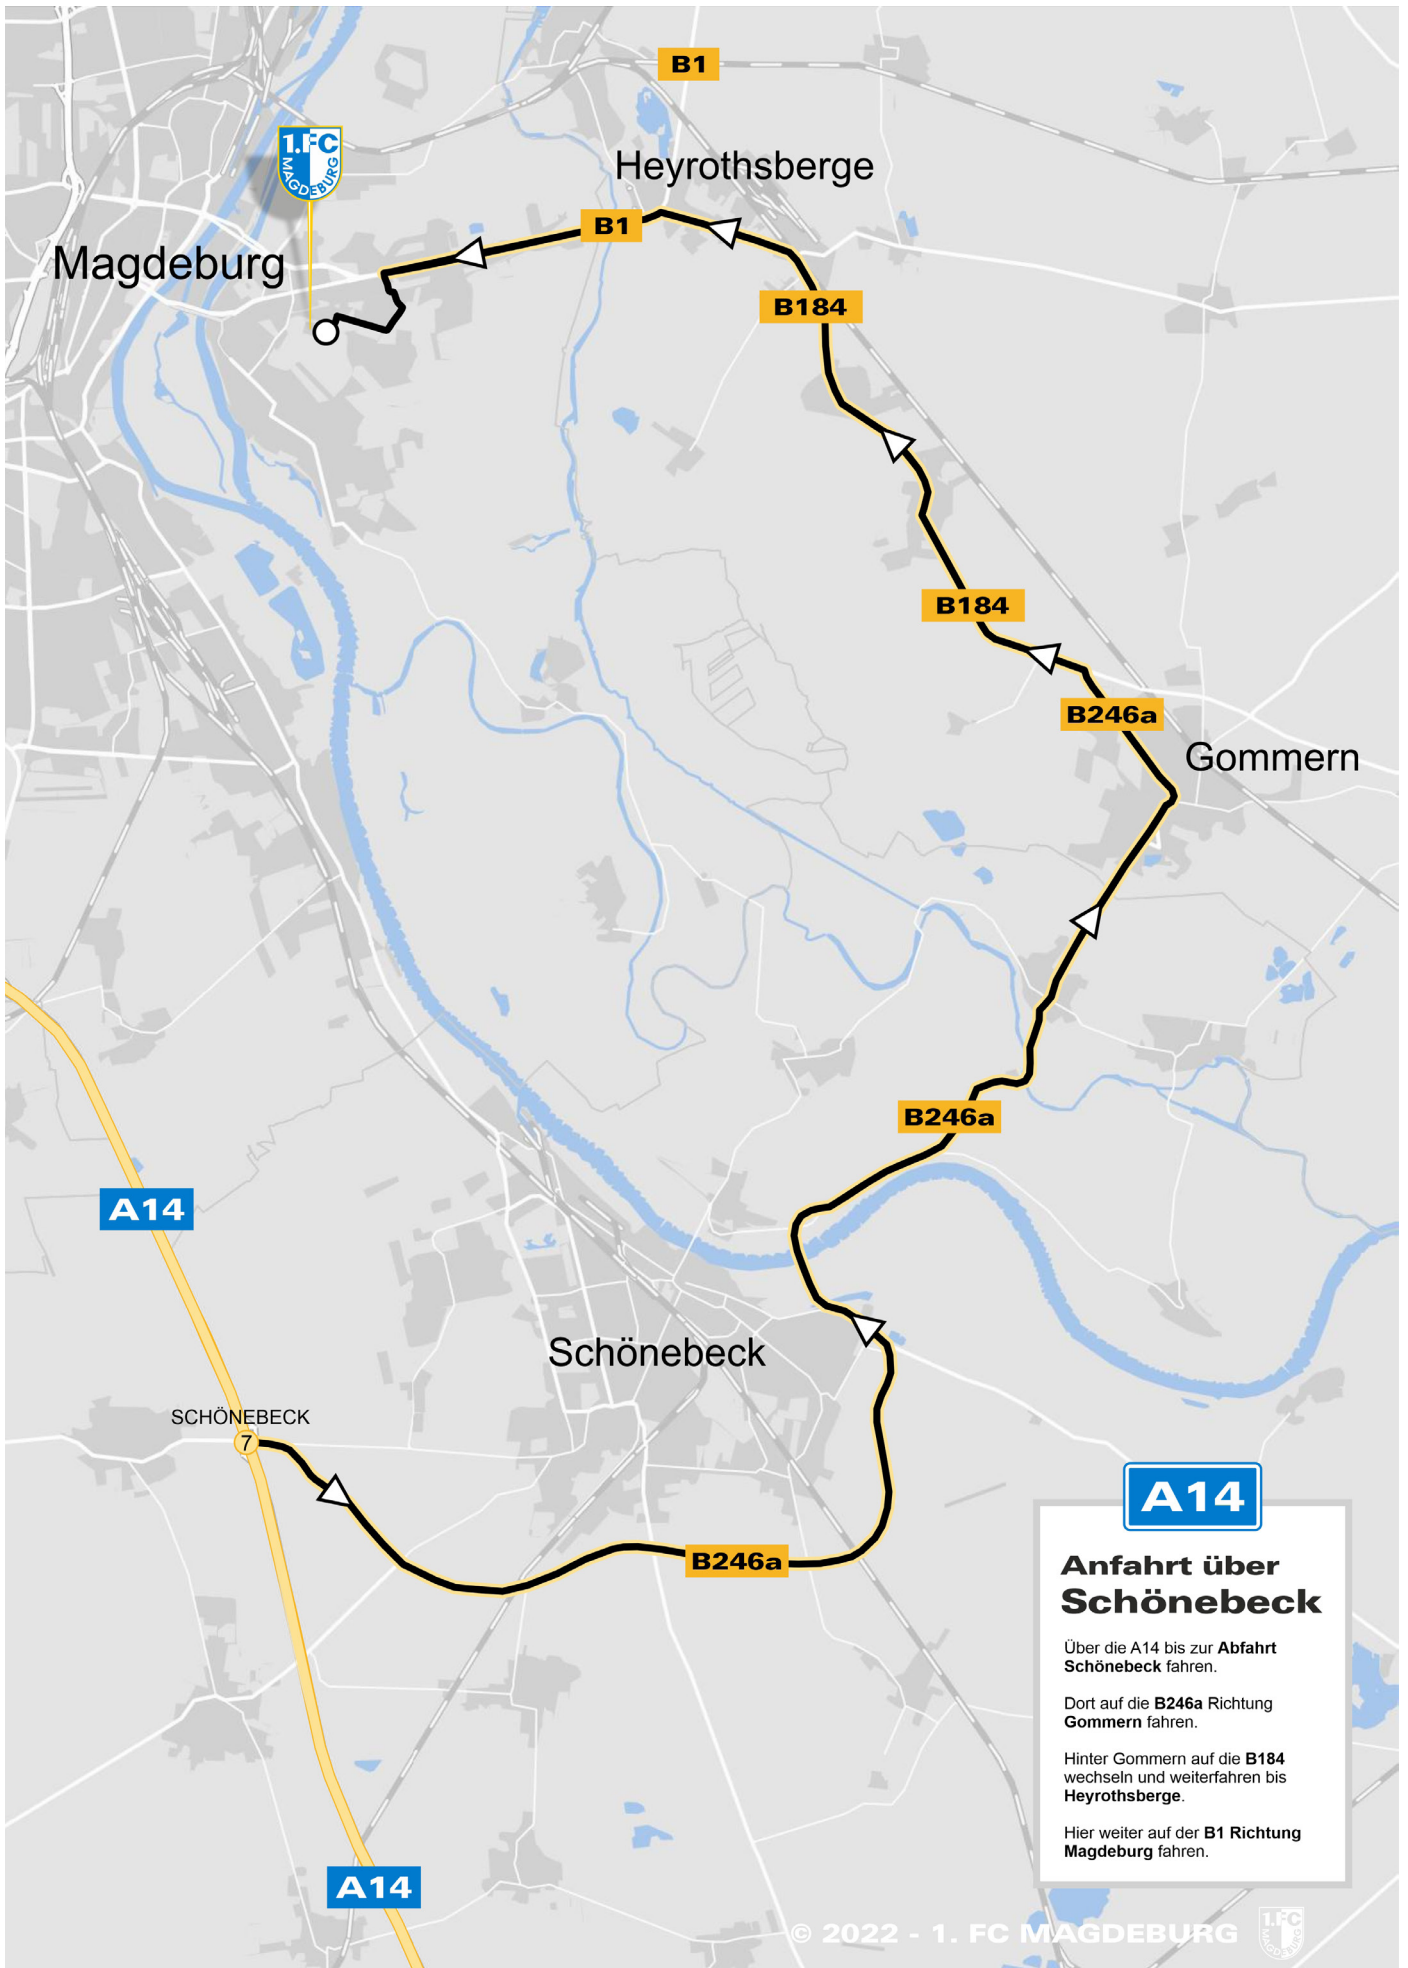 B1
1.FC
MAGDEBURG
Heyrothsberge
B1
Magdeburg
B184
B184
B246a
Gommern
B246a
A14
Schönebeck
SCHÖNEBECK
7
B246a
A14
Anfahrt über
Schönebeck
Über die A14 bis zur Abfahrt
Schönebeck fahren.
Dort auf die B246a Richtung
Gommern fahren.
Hinter Gommern auf die B184
wechseln und weiterfahren bis
Heyrothsberge.
Hier weiter auf der B1 Richtung
Magdeburg fahren.
A14
© 2022 - 1. FC MAGDEBURG
1.FC
MAGDEBURG